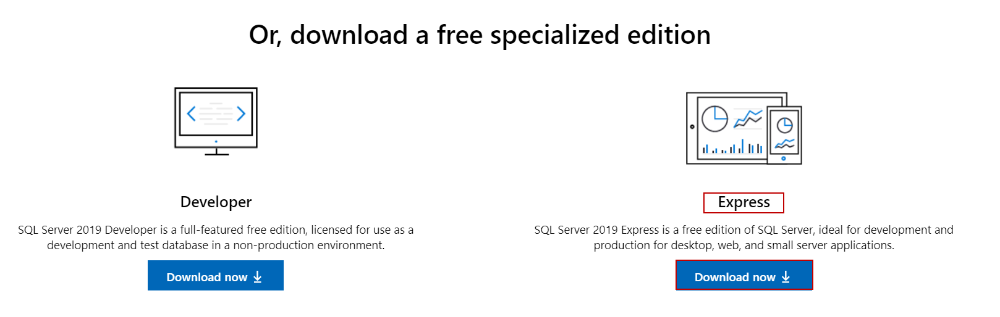 Or, download a free specialized edition
Developer
SQL Server 2019 Developer is a full-featured free edition, licensed for use as a
development and test database in a non-production environment.
Download now
Express
SQL Server 2019 Express is a free edition of SQL Server, ideal for development and
production for desktop, web, and small server applications.
Download now